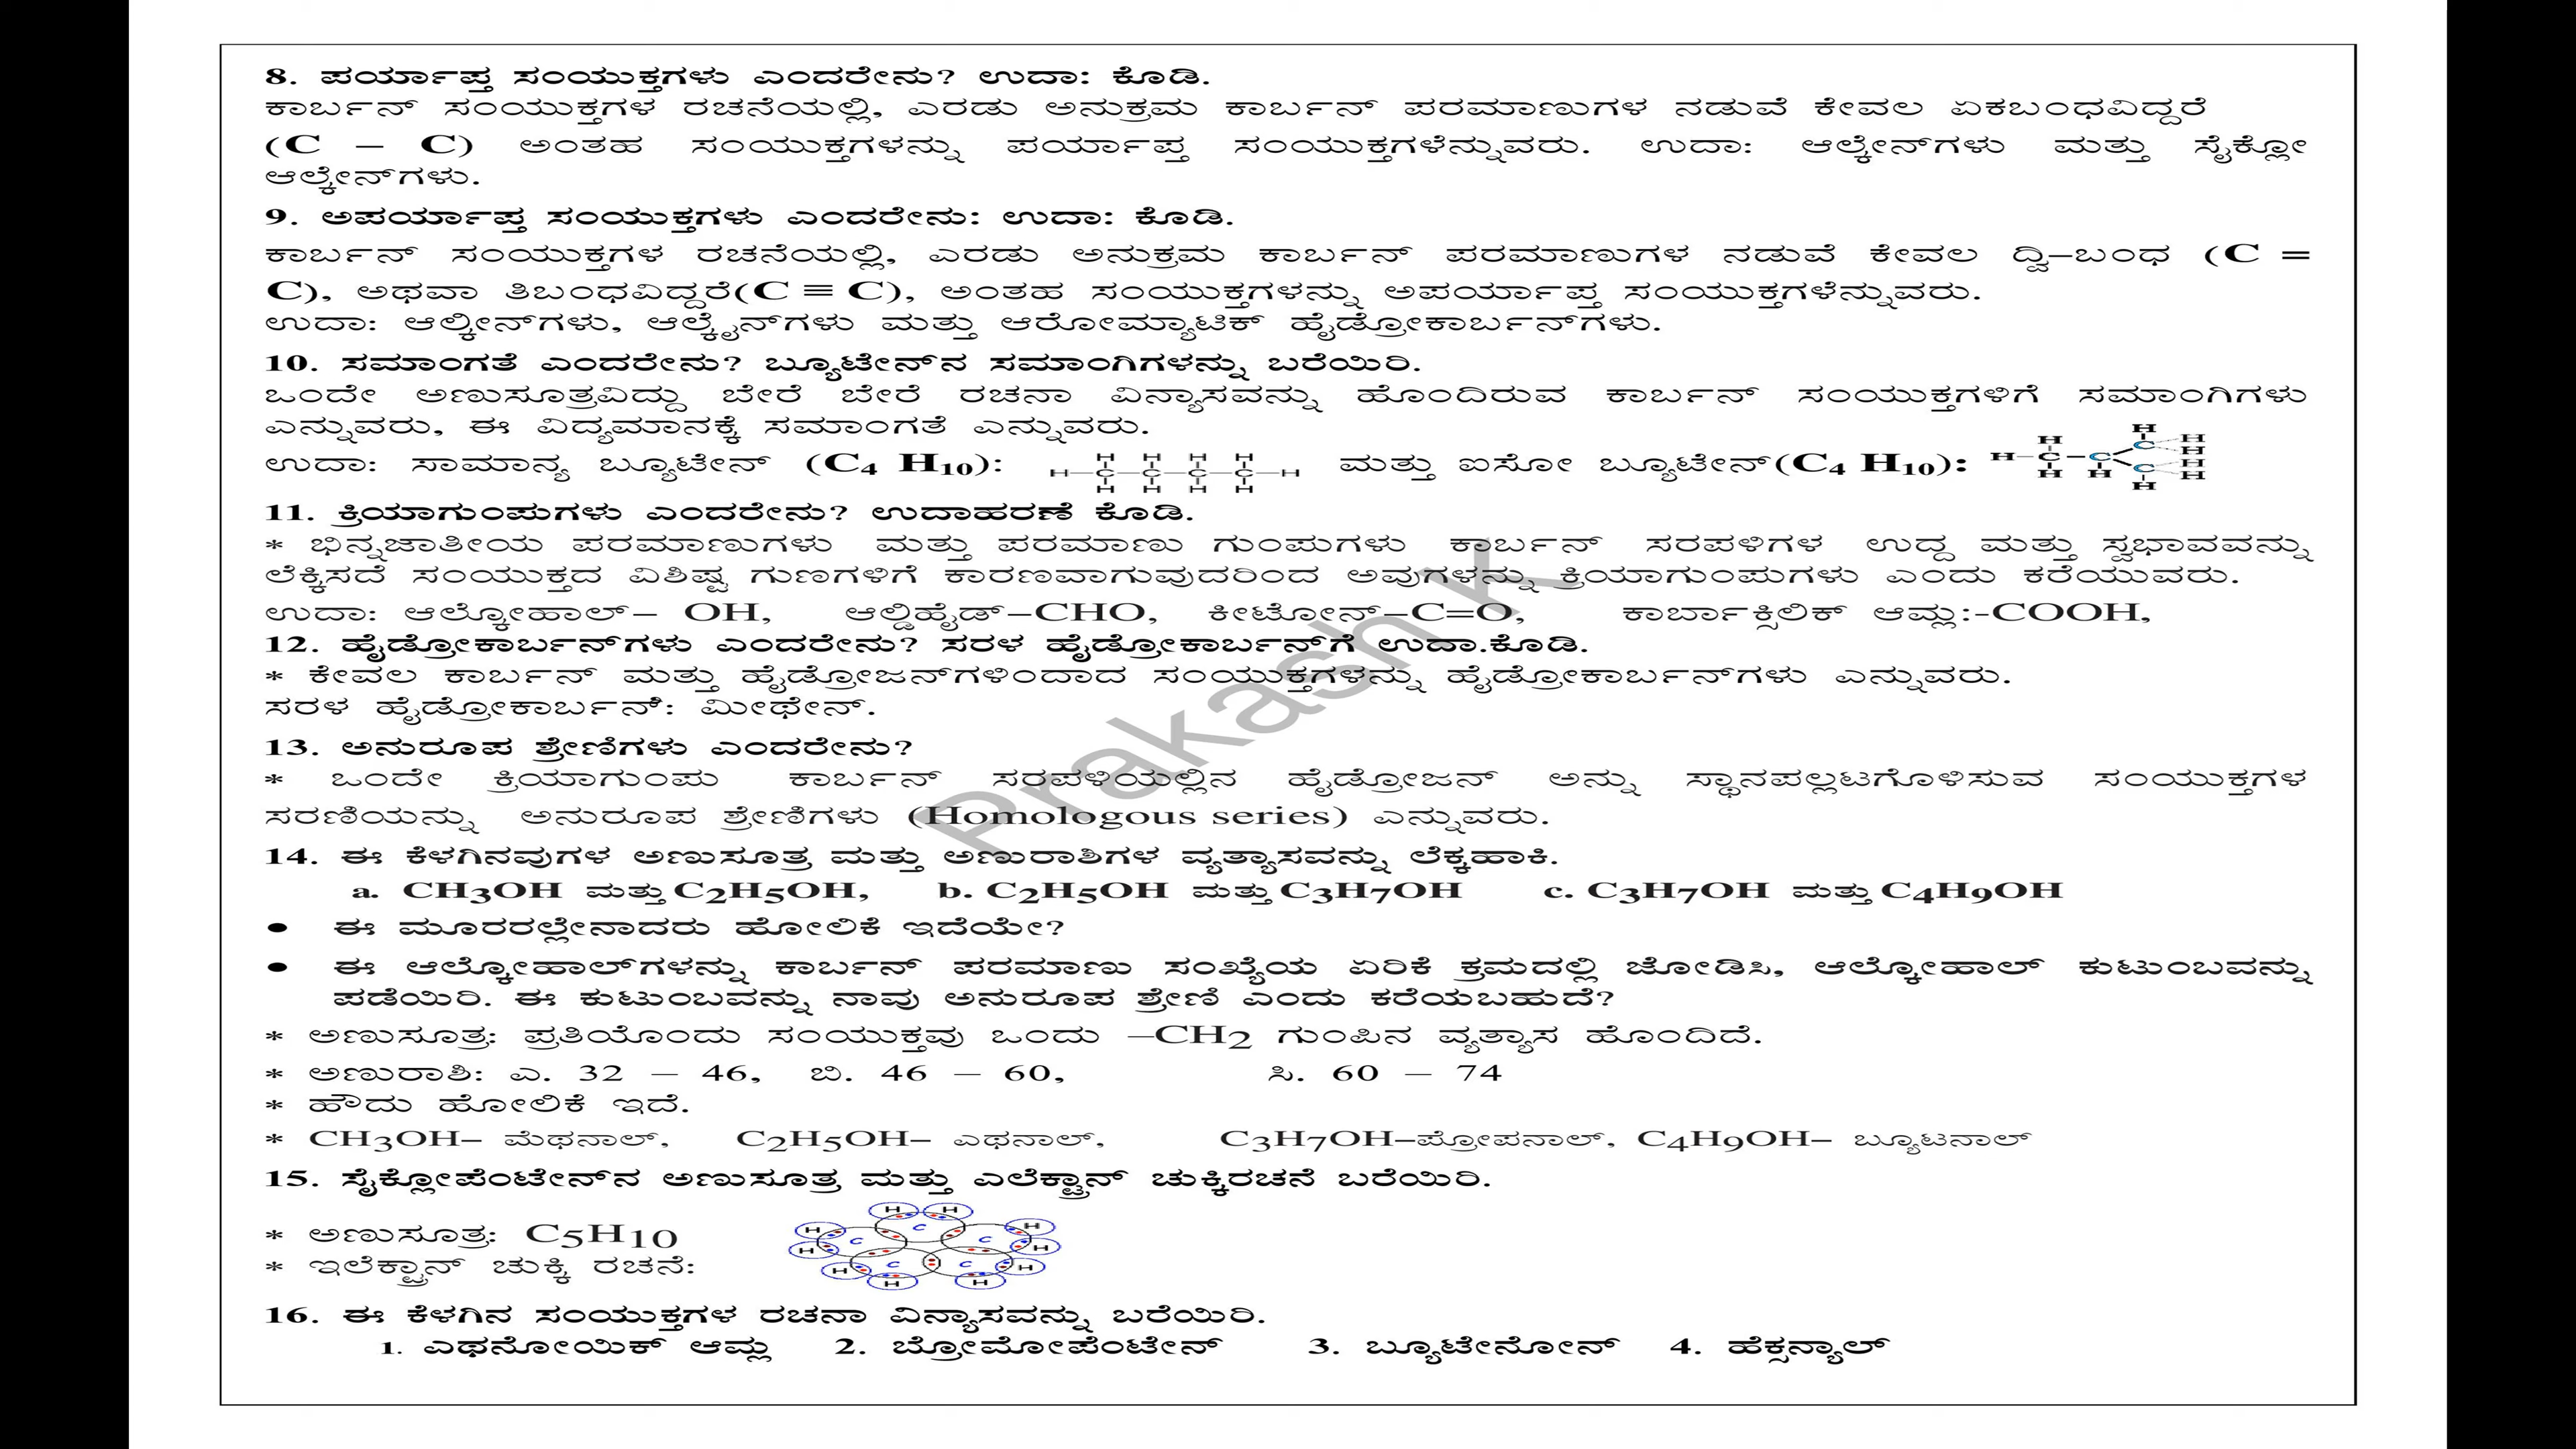 8. ಪರ್ಯಾಪ್ತ ಸಂಯುಕ್ತಗಳು ಎಂದರೇನು? ಉದಾ: ಕೊಡಿ.
ಕಾರ್ಬನ್ ಸಂಯುಕ್ತಗಳ ರಚನೆಯಲ್ಲಿ, ಎರಡು ಅನುಕ್ರಮ ಕಾರ್ಬನ್ ಪರಮಾಣುಗಳ ನಡುವೆ ಕೇವಲ ಏಕಬಂಧವಿದ್ದರೆ
(C – C) ಅಂತಹ ಸಂಯುಕ್ತಗಳನ್ನು ಪರ್ಯಾಪ್ತ ಸಂಯುಕ್ತಗಳೆನ್ನುವರು. ಉದಾ: ಆಲ್ಕೇನ್‌ಗಳು ಮತ್ತು ಸೈಕ್ಲೋ
ಆಲ್ಕೇನ್‌ಗಳು.
9. ಅಪರ್ಯಾಪ್ತ ಸಂಯುಕ್ತಗಳು ಎಂದರೇನು: ಉದಾ: ಕೊಡಿ.
ಕಾರ್ಬನ್ ಸಂಯುಕ್ತಗಳ ರಚನೆಯಲ್ಲಿ, ಎರಡು ಅನುಕ್ರಮ ಕಾರ್ಬನ್ ಪರಮಾಣುಗಳ ನಡುವೆ ಕೇವಲ ದ್ವಿ–ಬಂಧ (C =
C), ಅಥವಾ ತಿಬಂಧವಿದ್ದರೆ(C ≡ C), ಅಂತಹ ಸಂಯುಕ್ತಗಳನ್ನು ಅಪರ್ಯಾಪ್ತ ಸಂಯುಕ್ತಗಳೆನ್ನುವರು.
ಉದಾ: ಆಲ್ಕೀನ್‌ಗಳು, ಆಲ್ಕೈನ್‌ಗಳು ಮತ್ತು ಆರೋಮ್ಯಾಟಿಕ್ ಹೈಡ್ರೋಕಾರ್ಬನ್‌ಗಳು.
10. ಸಮಾಂಗತೆ ಎಂದರೇನು? ಬ್ಯೂಟೇನ್‌ನ ಸಮಾಂಗಿಗಳನ್ನು ಬರೆಯಿರಿ.
ಒಂದೇ ಅಣುಸೂತ್ರವಿದ್ದು ಬೇರೆ ಬೇರೆ ರಚನಾ ವಿನ್ಯಾಸವನ್ನು ಹೊಂದಿರುವ ಕಾರ್ಬನ್ ಸಂಯುಕ್ತಗಳಿಗೆ ಸಮಾಂಗಿಗಳು
ಎನ್ನುವರು, ಈ ವಿದ್ಯಮಾನಕ್ಕೆ ಸಮಾಂಗತೆ ಎನ್ನುವರು.
H H H H
ಉದಾ: ಸಾಮಾನ್ಯ ಬ್ಯೂಟೇನ್ (C₄ H₁₀): H–C–C–C–C–H ಮತ್ತು ಐಸೋ ಬ್ಯೂಟೇನ್(C₄ H₁₀): H H H H C C C C H H H H H H
H H H H
11. ಕ್ರಿಯಾಗುಂಪುಗಳು ಎಂದರೇನು? ಉದಾಹರಣೆ ಕೊಡಿ.
* ಭಿನ್ನಜಾತೀಯ ಪರಮಾಣುಗಳು ಮತ್ತು ಪರಮಾಣು ಗುಂಪುಗಳು ಕಾರ್ಬನ್ ಸರಪಳಿಗಳ ಉದ್ದ ಮತ್ತು ಸ್ವಭಾವವನ್ನು
ಲೆಕ್ಕಿಸದೆ ಸಂಯುಕ್ತದ ವಿಶಿಷ್ಟ ಗುಣಗಳಿಗೆ ಕಾರಣವಾಗುವುದರಿಂದ ಅವುಗಳನ್ನು ಕ್ರಿಯಾಗುಂಪುಗಳು ಎಂದು ಕರೆಯುವರು.
ಉದಾ: ಆಲ್ಕೋಹಾಲ್– OH, ಆಲ್ಡಿಹೈಡ್–CHO, ಕೀಟೋನ್–C=O, ಕಾರ್ಬಾಕ್ಸಿಲಿಕ್ ಆಮ್ಲ:-COOH,
12. ಹೈಡ್ರೋಕಾರ್ಬನ್‌ಗಳು ಎಂದರೇನು? ಸರಳ ಹೈಡ್ರೋಕಾರ್ಬನ್‌ಗೆ ಉದಾ.ಕೊಡಿ.
* ಕೇವಲ ಕಾರ್ಬನ್ ಮತ್ತು ಹೈಡ್ರೋಜನ್‌ಗಳಿಂದಾದ ಸಂಯುಕ್ತಗಳನ್ನು ಹೈಡ್ರೋಕಾರ್ಬನ್‌ಗಳು ಎನ್ನುವರು.
ಸರಳ ಹೈಡ್ರೋಕಾರ್ಬನ್: ಮೀಥೇನ್.
13. ಅನುರೂಪ ಶ್ರೇಣಿಗಳು ಎಂದರೇನು?
* ಒಂದೇ ಕ್ರಿಯಾಗುಂಪು ಕಾರ್ಬನ್ ಸರಪಳಿಯಲ್ಲಿನ ಹೈಡ್ರೋಜನ್ ಅನ್ನು ಸ್ಥಾನಪಲ್ಲಟಗೊಳಿಸುವ ಸಂಯುಕ್ತಗಳ
ಸರಣಿಯನ್ನು ಅನುರೂಪ ಶ್ರೇಣಿಗಳು (Homologous series) ಎನ್ನುವರು.
14. ಈ ಕೆಳಗಿನವುಗಳ ಅಣುಸೂತ್ರ ಮತ್ತು ಅಣುರಾಶಿಗಳ ವ್ಯತ್ಯಾಸವನ್ನು ಲೆಕ್ಕಹಾಕಿ.
a. CH3OH ಮತ್ತು C2H5OH, b. C2H5OH ಮತ್ತು C3H7OH c. C3H7OH ಮತ್ತು C4H9OH
● ಈ ಮೂರರಲ್ಲೇನಾದರು ಹೋಲಿಕೆ ಇದೆಯೇ?
● ಈ ಆಲ್ಕೋಹಾಲ್‌ಗಳನ್ನು ಕಾರ್ಬನ್ ಪರಮಾಣು ಸಂಖ್ಯೆಯ ಏರಿಕೆ ಕ್ರಮದಲ್ಲಿ ಜೋಡಿಸಿ, ಆಲ್ಕೋಹಾಲ್ ಕುಟುಂಬವನ್ನು
ಪಡೆಯಿರಿ. ಈ ಕುಟುಂಬವನ್ನು ನಾವು ಅನುರೂಪ ಶ್ರೇಣಿ ಎಂದು ಕರೆಯಬಹುದೆ?
* ಅಣುಸೂತ್ರ: ಪ್ರತಿಯೊಂದು ಸಂಯುಕ್ತವು ಒಂದು –CH2 ಗುಂಪಿನ ವ್ಯತ್ಯಾಸ ಹೊಂದಿದೆ.
* ಅಣುರಾಶಿ: ಎ. 32 – 46, ಬಿ. 46 – 60, ಸಿ. 60 – 74
* ಹೌದು ಹೋಲಿಕೆ ಇದೆ.
* CH3OH– ಮೆಥನಾಲ್, C2H5OH– ಎಥನಾಲ್, C3H7OH–ಪ್ರೋಪನಾಲ್, C4H9OH– ಬ್ಯೂಟನಾಲ್
15. ಸೈಕ್ಲೋಪೆಂಟೇನ್‌ನ ಅಣುಸೂತ್ರ ಮತ್ತು ಎಲೆಕ್ಟ್ರಾನ್ ಚುಕ್ಕಿರಚನೆ ಬರೆಯಿರಿ.
* ಅಣುಸೂತ್ರ: C5H10
* ಇಲೆಕ್ಟ್ರಾನ್ ಚುಕ್ಕಿ ರಚನೆ:
H H H C H H C C H H C C H H H
16. ಈ ಕೆಳಗಿನ ಸಂಯುಕ್ತಗಳ ರಚನಾ ವಿನ್ಯಾಸವನ್ನು ಬರೆಯಿರಿ.
1. ಎಥನೋಯಿಕ್ ಆಮ್ಲ 2. ಬ್ರೋಮೋಪೆಂಟೇನ್ 3. ಬ್ಯೂಟೇನೋನ್ 4. ಹೆಕ್ಸನ್ಯಾಲ್
Prakash K